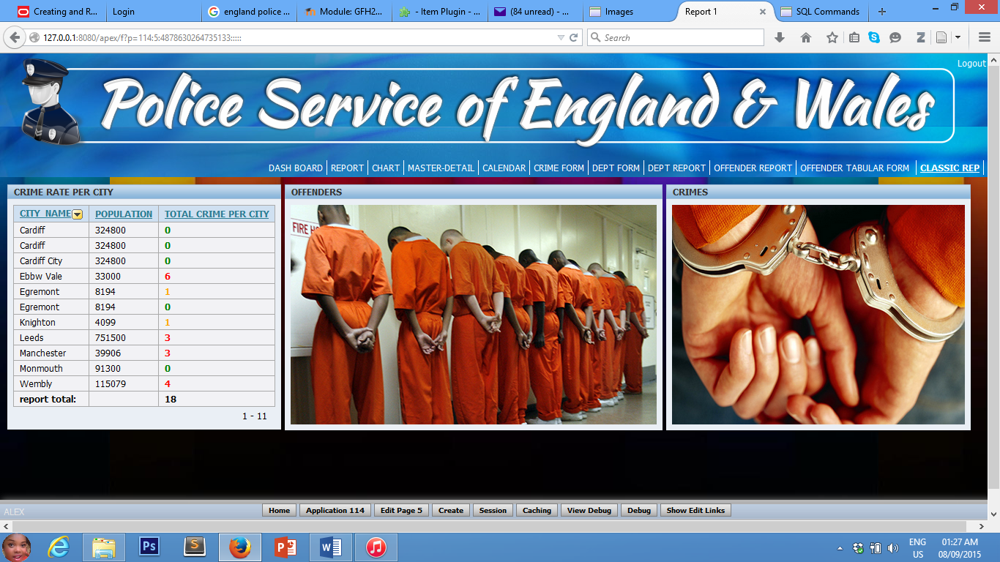 Creating and R...
Login
england police ...
Module: GFH2...
- Item Plugin - ...
(84 unread) - ...
Images
Report 1
SQL Commands
127.0.0.1:8080/apex/f?p=114:5:4878630264735133:::::
Search
Logout
Police Service of England & Wales
DASH BOARD REPORT CHART MASTER-DETAIL CALENDAR CRIME FORM DEPT FORM DEPT REPORT OFFENDER REPORT OFFENDER TABULAR FORM CLASSIC REP
CRIME RATE PER CITY
CITY_NAME POPULATION TOTAL CRIME PER CITY
Cardiff 324800 0
Cardiff 324800 0
Cardiff City 324800 0
Ebbw Vale 33000 6
Egremont 8194 1
Egremont 8194 0
Knighton 4099 1
Leeds 751500 3
Manchester 39906 3
Monmouth 91300 0
Wembly 115079 4
report total: 18
1 - 11
OFFENDERS
FIRE
CRIMES
ALEX
Home Application 114 Edit Page 5 Create Session Caching View Debug Debug Show Edit Links
Ps
S
P
W
ENG
US
01:27 AM
08/09/2015